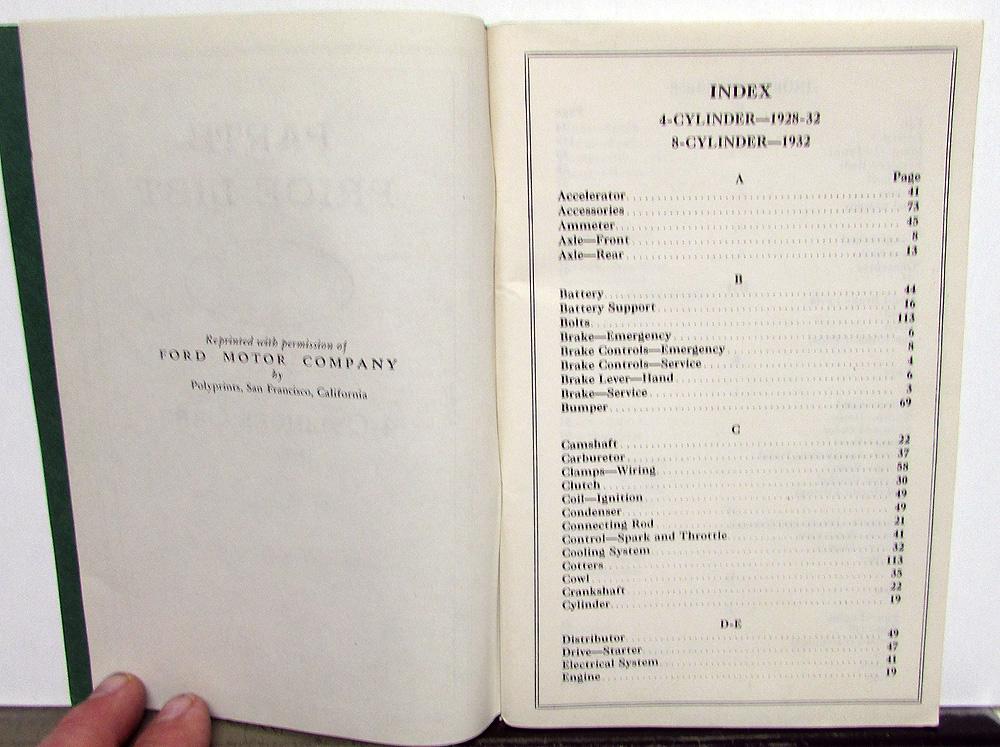 Reprinted with permission of
FORD MOTOR COMPANY
by
Polyprints, San Francisco, California
INDEX
4-CYLINDER—1928-32
8-CYLINDER—1932
A Page
Accelerator 41
Accessories 73
Ammeter 45
Axle—Front 8
Axle—Rear 13
B
Battery 44
Battery Support 16
Bolts 113
Brake—Emergency 6
Brake Controls—Emergency 8
Brake Controls—Service 4
Brake Lever—Hand 6
Brake—Service 3
Bumper 69
C
Camshaft 22
Carburetor 37
Clamps—Wiring 58
Clutch 30
Coil—Ignition 49
Condenser 49
Connecting Rod 21
Control—Spark and Throttle 41
Cooling System 32
Cotters 113
Cowl 35
Crankshaft 22
Cylinder 19
D-E
Distributor 49
Drive—Starter 47
Electrical System 41
Engine 19